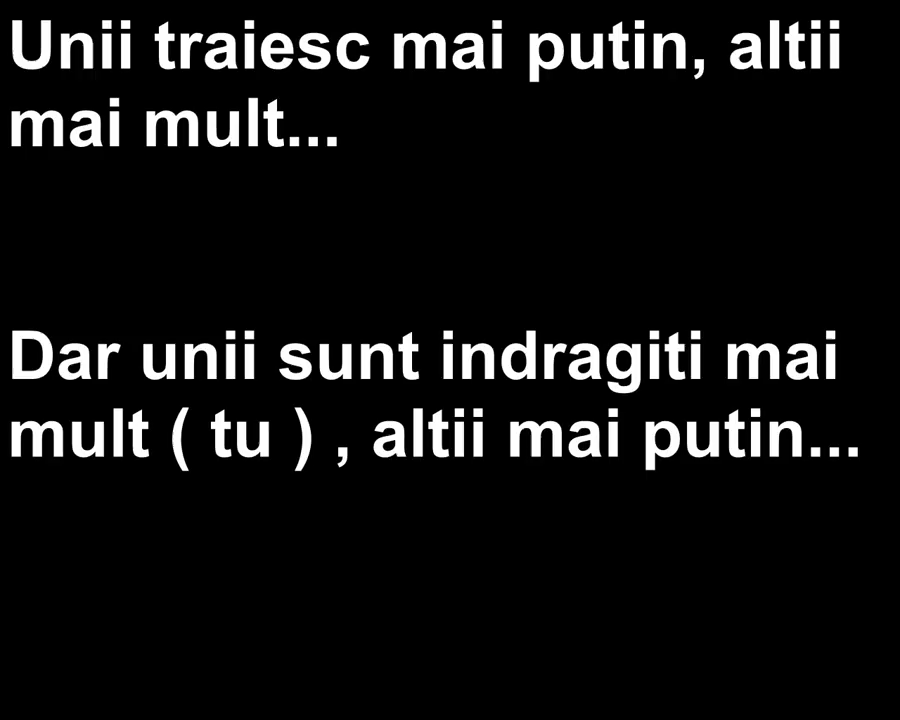 Unii traiesc mai putin, altii
mai mult...
Dar unii sunt indragiti mai
mult ( tu ) , altii mai putin...